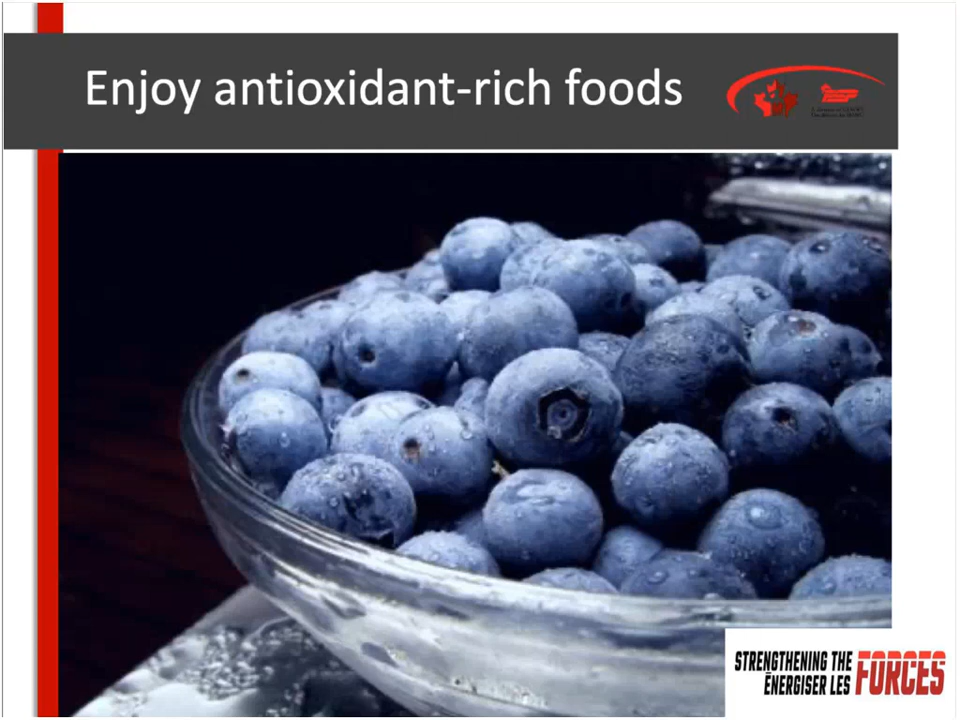 Enjoy antioxidant-rich foods
STRENGTHENING THE
ÉNERGISER LES
FORCES